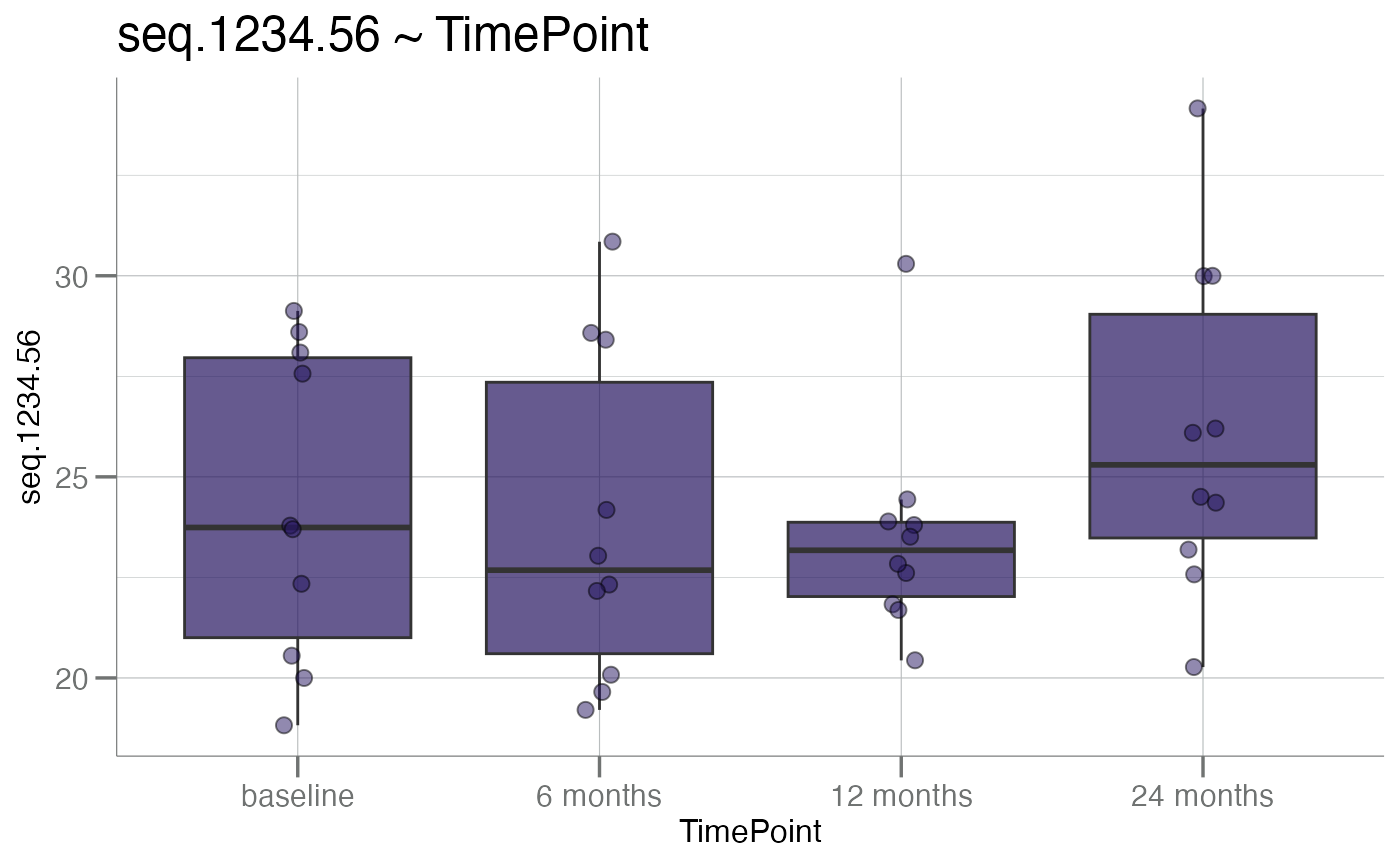 seq.1234.56 ~ TimePoint
seq.1234.56
30
25
20
baseline 6 months 12 months 24 months
TimePoint